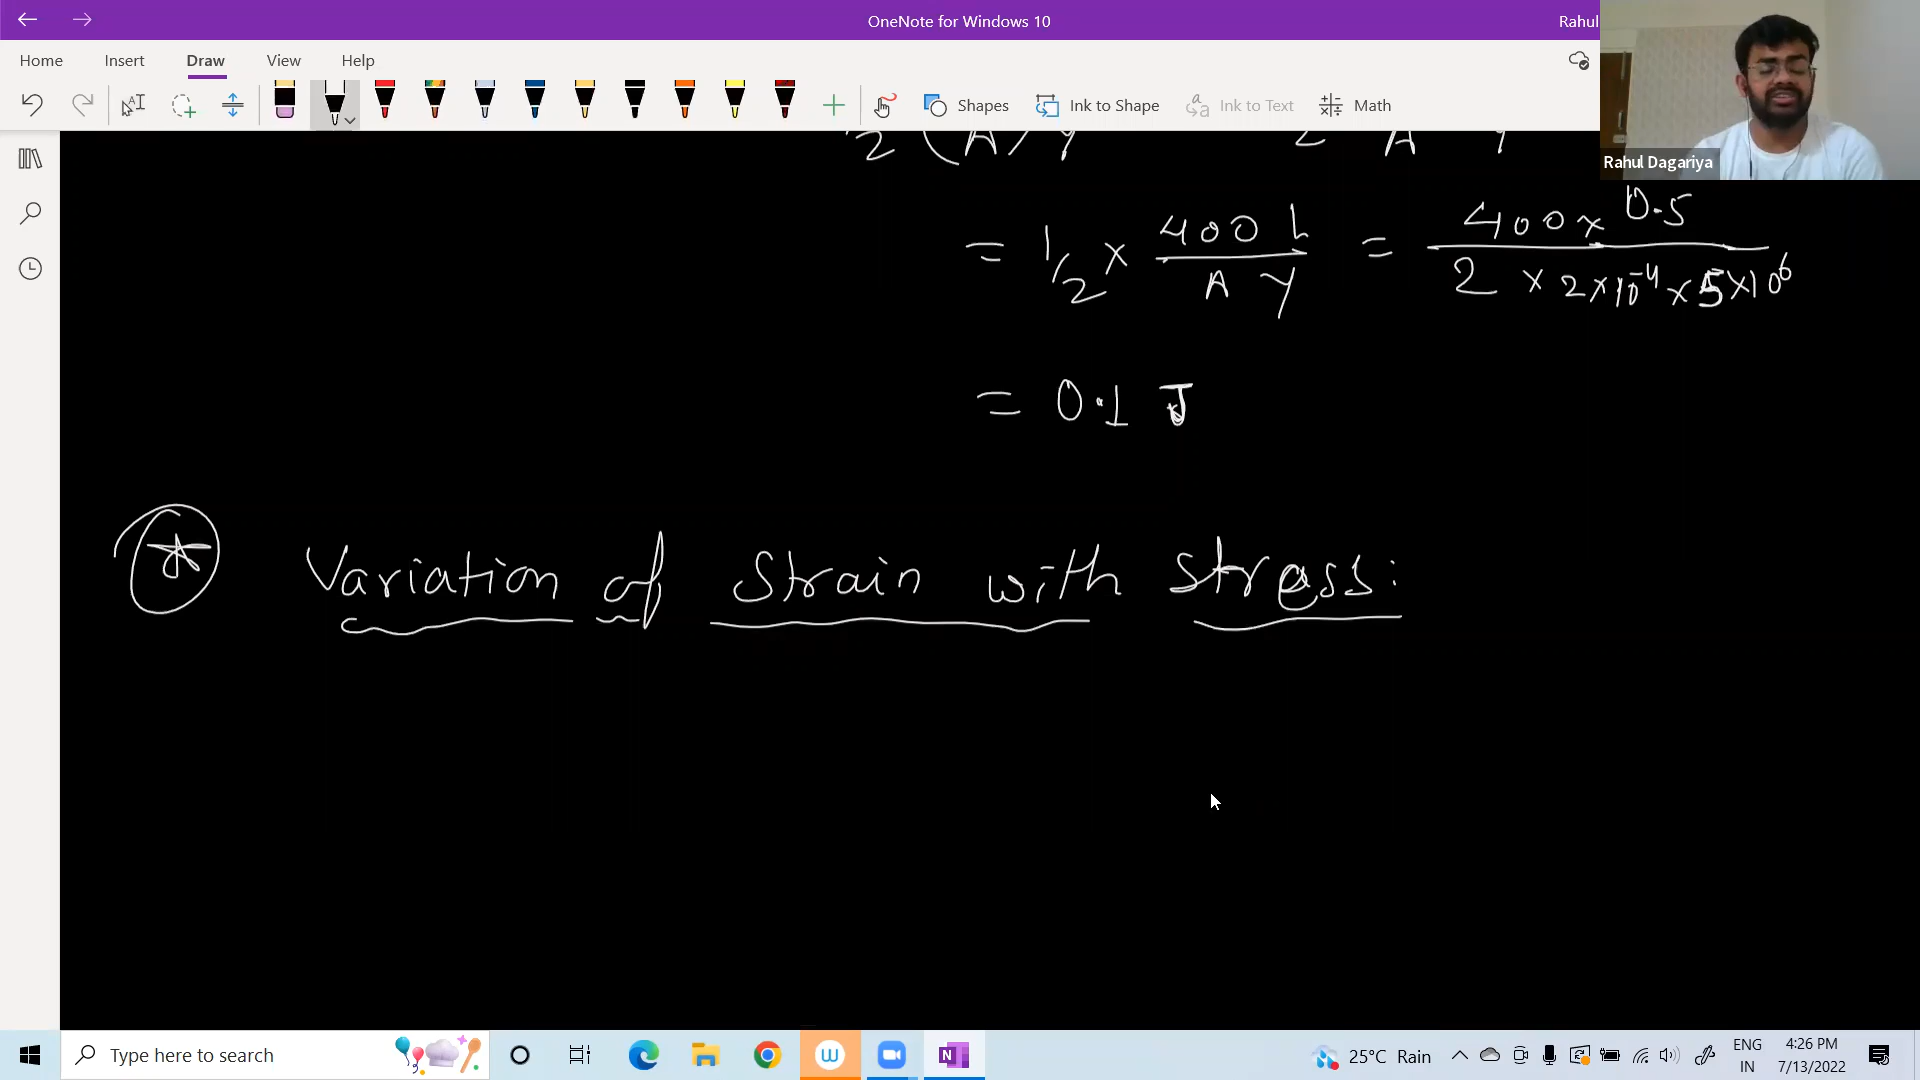 OneNote for Windows 10
Rahul
Home Insert Draw View Help
Shapes Ink to Shape Ink to Text Math
Rahul Dagariya
= 1/2 × 400 L / A Y = 400 × 0.5 / 2 × 2×10⁻⁴ × 5×10⁶
= 0.1 J
Variation of Strain with Stress:
Type here to search
25°C Rain
ENG
IN
4:26 PM
7/13/2022